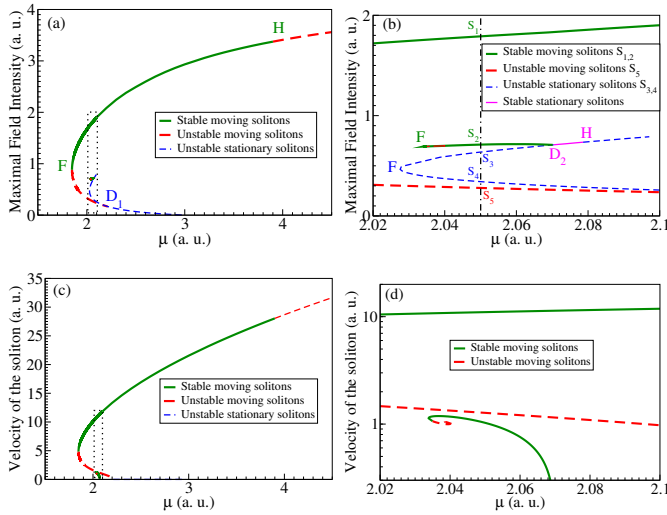 (a)
H
F
D1
Stable moving solitons
Unstable moving solitons
Unstable stationary solitons
Maximal Field Intensity (a. u.)
0
1
2
3
4
1
2
3
4
μ (a. u.)
(b)
S1
Stable moving solitons S1,2
Unstable moving solitons S5
Unstable stationary solitons S3,4
Stable stationary solitons
S2
F
H
D2
S3
F
S4
S5
Maximal Field Intensity (a. u.)
0
1
2
2.02
2.04
2.06
2.08
2.1
μ (a. u.)
(c)
Stable moving solitons
Unstable moving solitons
Unstable stationary solitons
Velocity of the soliton (a. u.)
0
5
10
15
20
25
30
35
2
3
4
μ (a. u.)
(d)
Stable moving solitons
Unstable moving solitons
Velocity of the soliton (a. u.)
1
10
2.02
2.04
2.06
2.08
2.1
μ (a. u.)